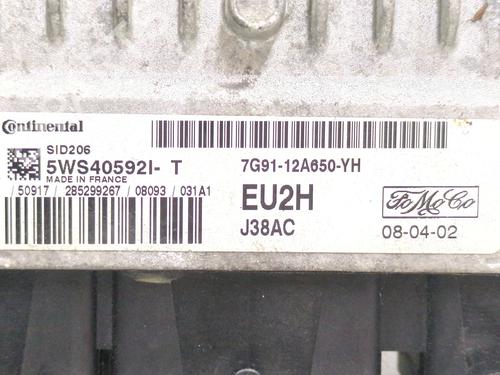 Continental
SID206
5WS40592I- T
MADE IN FRANCE
/ 50917 / 285299267 / 08093 / 031A1
7G91-12A650-YH
EU2H
J38AC
FoMoCo
08-04-02